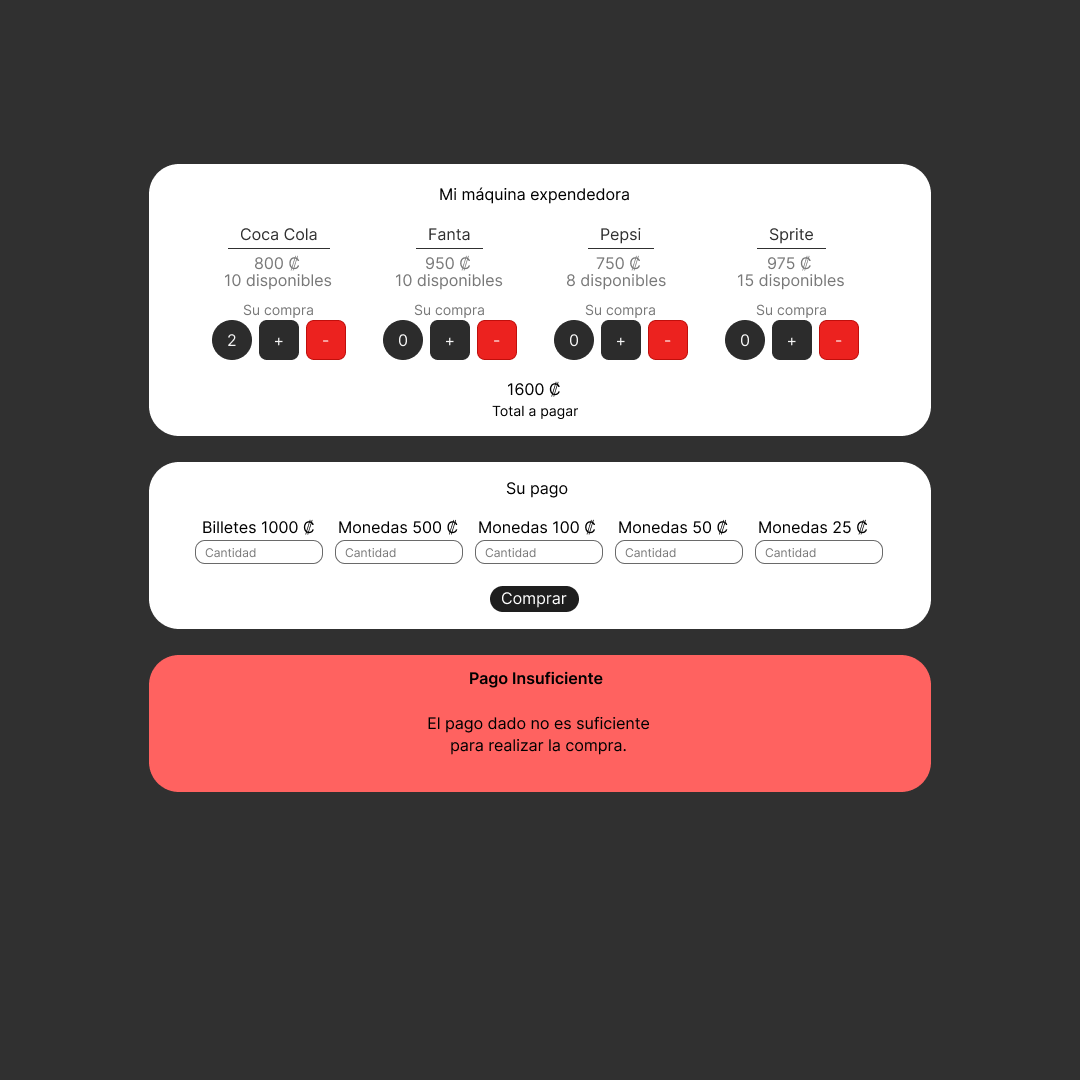 Mi máquina expendedora
Coca Cola Fanta Pepsi Sprite
800 ₡ 950 ₡ 750 ₡ 975 ₡
10 disponibles 10 disponibles 8 disponibles 15 disponibles
Su compra Su compra Su compra Su compra
2 + - 0 + - 0 + - 0 + -
1600 ₡
Total a pagar
Su pago
Billetes 1000 ₡ Monedas 500 ₡ Monedas 100 ₡ Monedas 50 ₡ Monedas 25 ₡
Cantidad Cantidad Cantidad Cantidad Cantidad
Comprar
Pago Insuficiente
El pago dado no es suficiente
para realizar la compra.